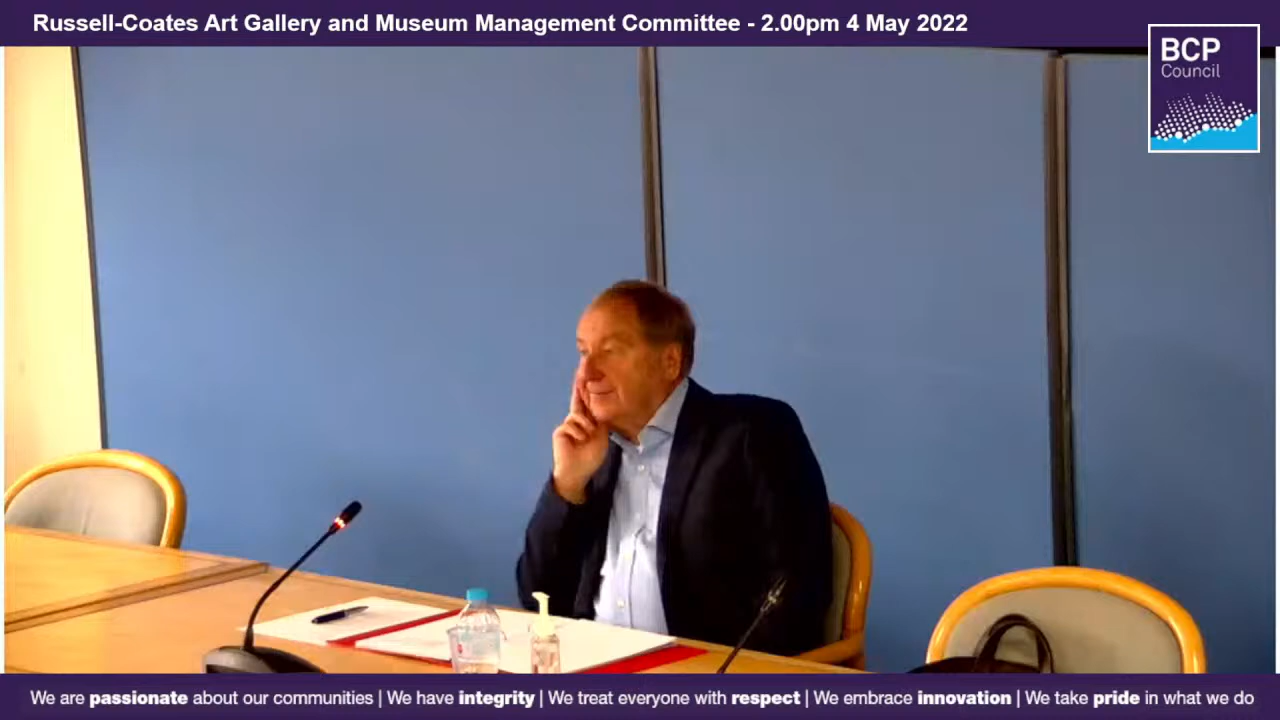 Russell-Coates Art Gallery and Museum Management Committee - 2.00pm 4 May 2022
BCP
Council
We are passionate about our communities | We have integrity | We treat everyone with respect | We embrace innovation | We take pride in what we do